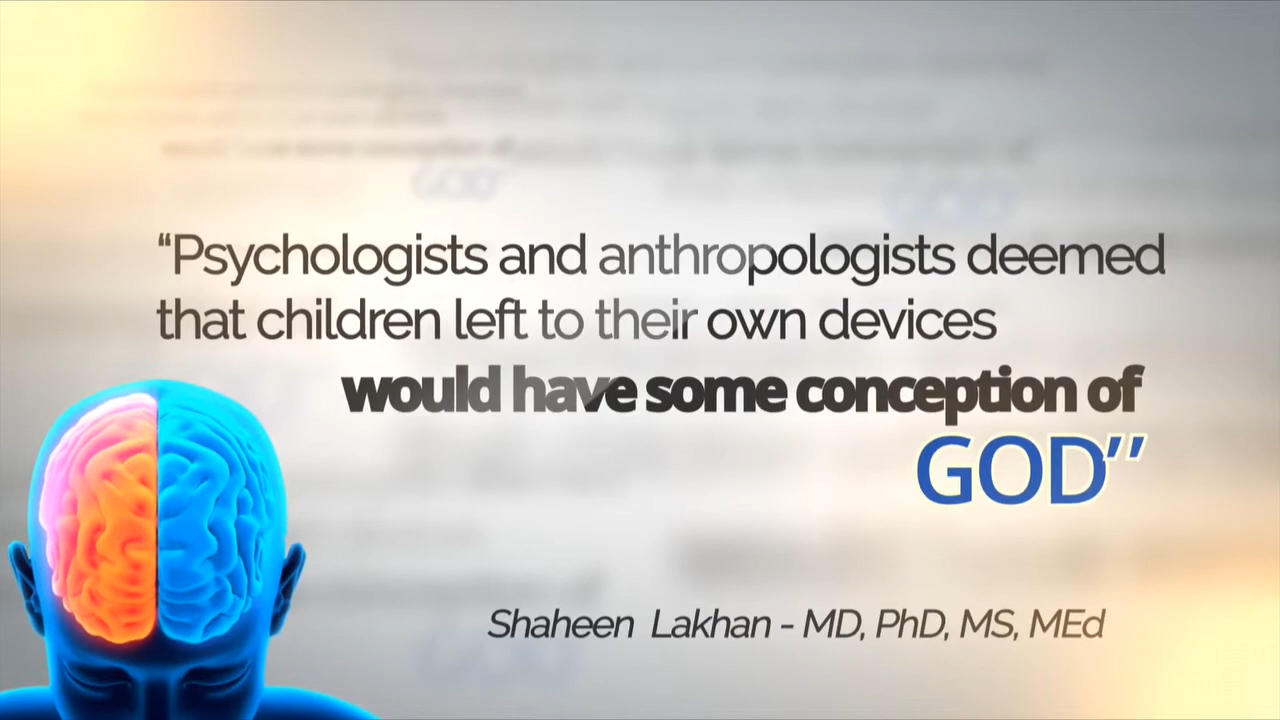 “Psychologists and anthropologists deemed
that children left to their own devices
would have some conception of
GOD”
Shaheen Lakhan - MD, PhD, MS, MEd